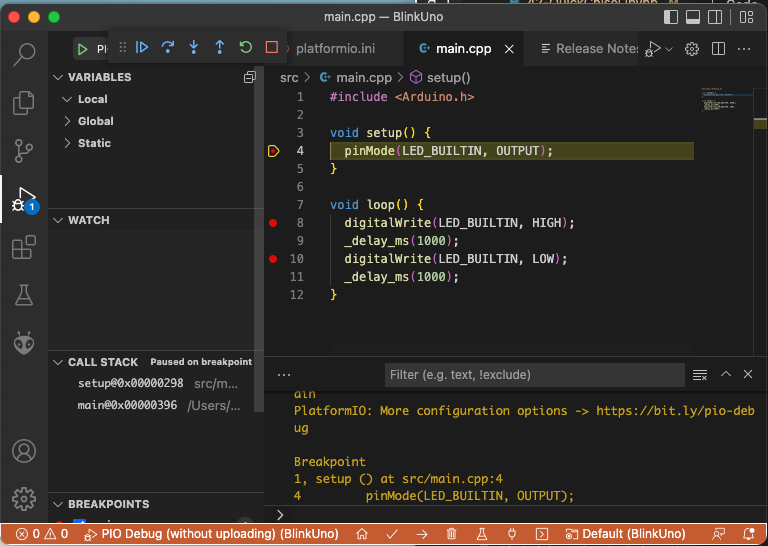 main.cpp — BlinkUno
platformio.ini
main.cpp
Release Notes
src > main.cpp > setup()
VARIABLES
Local
Global
Static
WATCH
CALL STACK
Paused on breakpoint
setup@0x00000298 src/m...
main@0x00000396 /Users/...
BREAKPOINTS
1 #include <Arduino.h>
2
3 void setup() {
4 pinMode(LED_BUILTIN, OUTPUT);
5 }
6
7 void loop() {
8 digitalWrite(LED_BUILTIN, HIGH);
9 _delay_ms(1000);
10 digitalWrite(LED_BUILTIN, LOW);
11 _delay_ms(1000);
12 }
1
Filter (e.g. text, !exclude)
PlatformIO: More configuration options -> https://bit.ly/pio-deb
ug
Breakpoint
1, setup () at src/main.cpp:4
4 pinMode(LED_BUILTIN, OUTPUT);
>
0 0 PIO Debug (without uploading) (BlinkUno) Default (BlinkUno)